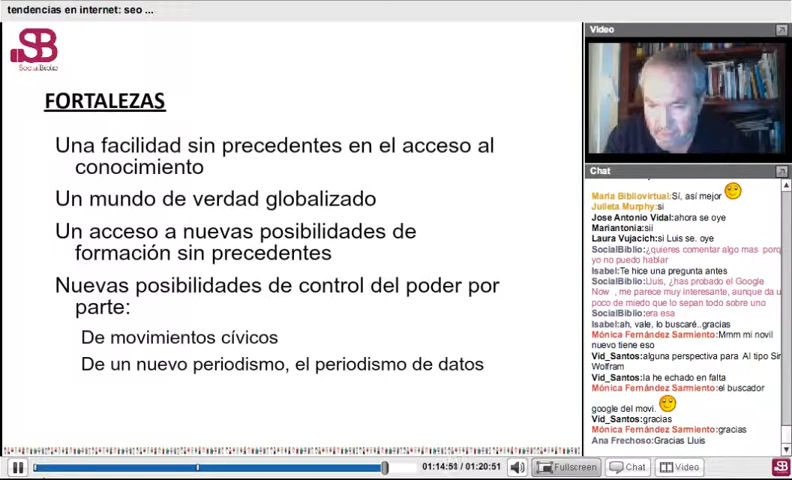 tendencias en internet: seo ...
SB
SocialBiblio
FORTALEZAS
Una facilidad sin precedentes en el acceso al
conocimiento
Un mundo de verdad globalizado
Un acceso a nuevas posibilidades de
formación sin precedentes
Nuevas posibilidades de control del poder por
parte:
De movimientos cívicos
De un nuevo periodismo, el periodismo de datos
Video
Chat
María Bibliovirtual:Sí, así mejor
Julieta Murphy:si
Jose Antonio Vidal:ahora se oye
Mariantonia:sii
Laura Vujacich:si Luis se. oye
SocialBiblio:¿quieres comentar algo mas porq
yo no puedo hablar
Isabel:Te hice una pregunta antes
SocialBiblio:Lluis, ¿has probado el Google
Now , me parece muy interesante, aunque da u
poco de miedo que lo sepan todo sobre uno
SocialBiblio:era esa
Isabel:ah, vale, lo buscaré..gracias
Mónica Fernández Sarmiento:Mmm mi novil
nuevo tiene eso
Vid_Santos:alguna perspectiva para AI tipo Sir
Wolfram
Vid_Santos:la he echado en falta
Mónica Fernández Sarmiento:el buscador
google del movi.
Vid_Santos:gracias
Mónica Fernández Sarmiento:gracias
Ana Frechoso:Gracias Lluis
01:14:58 / 01:20:51
Fullscreen
Chat
Video
SB